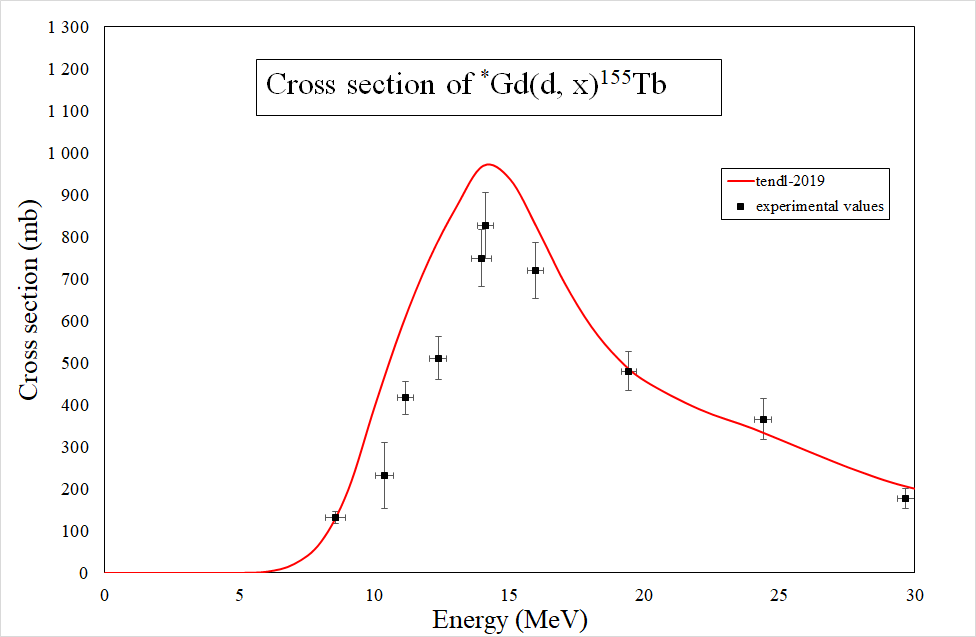 Cross section of *Gd(d, x)¹⁵⁵Tb
tendl-2019
experimental values
Cross section (mb)
1 300
1 200
1 100
1 000
900
800
700
600
500
400
300
200
100
0
0 5 10 15 20 25 30
Energy (MeV)